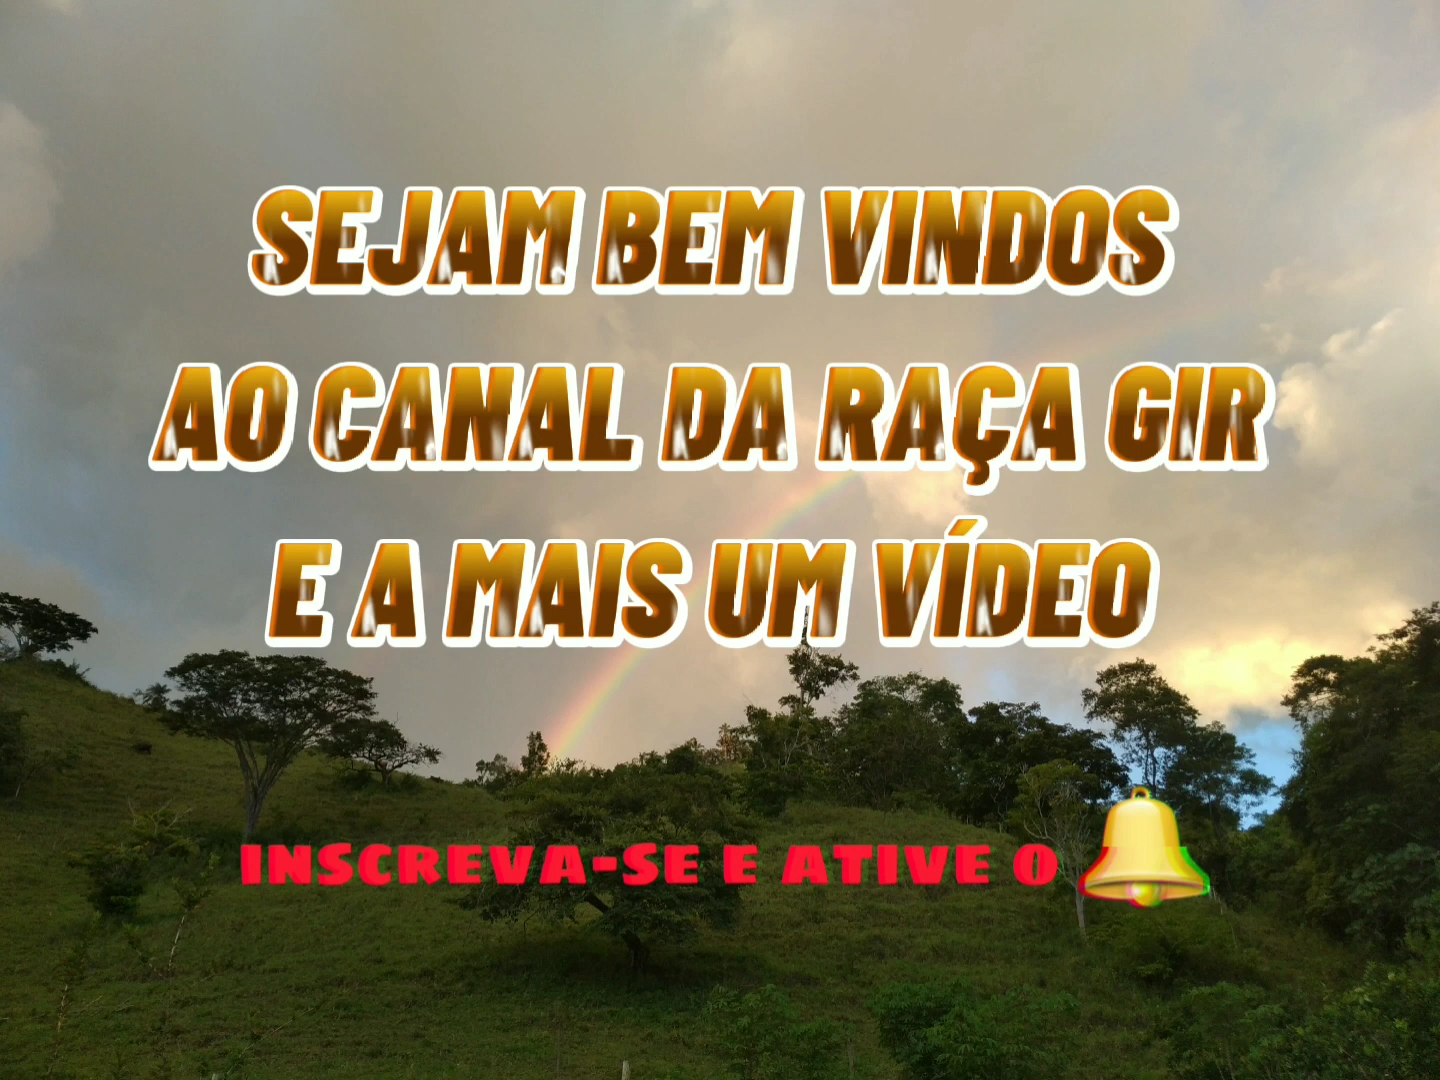 SEJAM BEM VINDOS
AO CANAL DA RAÇA GIR
E A MAIS UM VÍDEO
INSCREVA-SE E ATIVE O